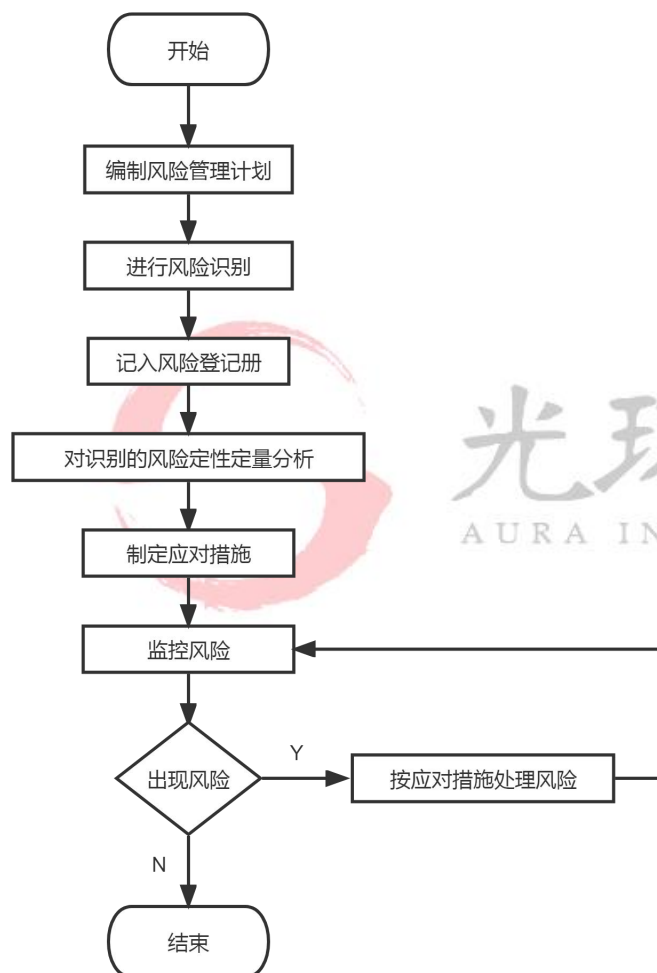 开始
编制风险管理计划
进行风险识别
记入风险登记册
对识别的风险定性定量分析
光环
AURA IN
制定应对措施
监控风险
出现风险
Y
按应对措施处理风险
N
结束